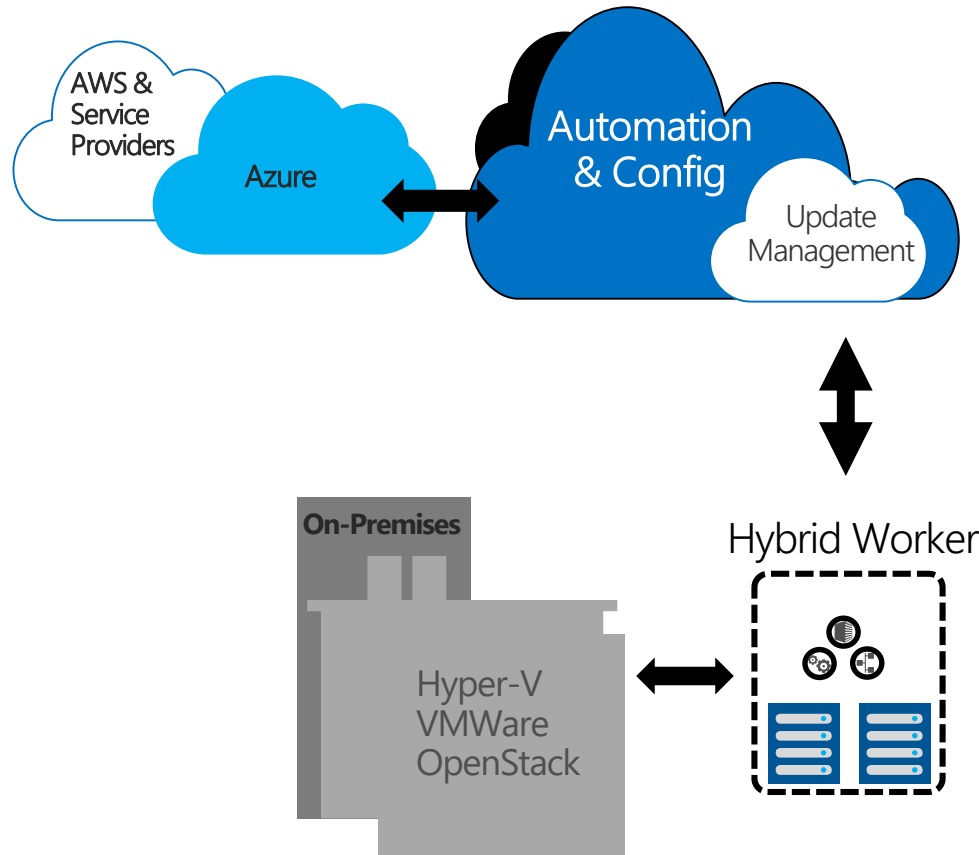 AWS &
Service
Providers
Azure
Automation
& Config
Update
Management
On-Premises
Hyper-V
VMWare
OpenStack
Hybrid Worker